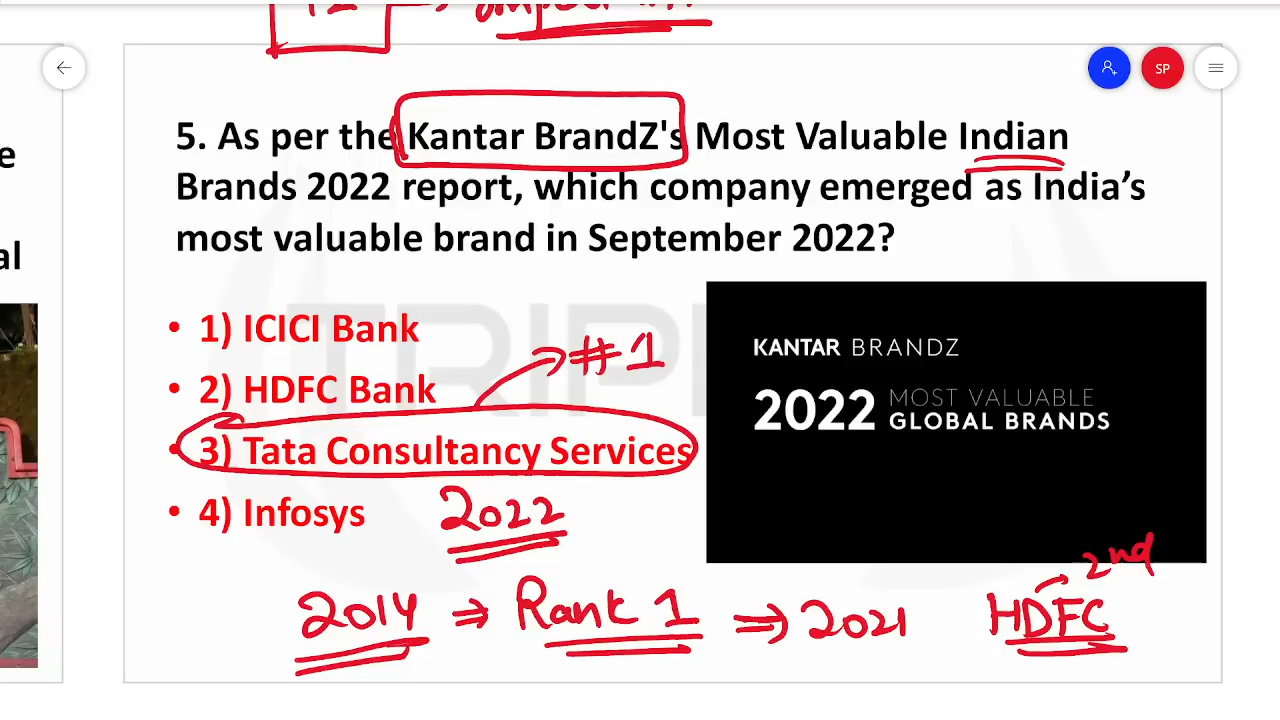 12
SP
e
al
5. As per the Kantar BrandZ's Most Valuable Indian
Brands 2022 report, which company emerged as India’s
most valuable brand in September 2022?
• 1) ICICI Bank
• 2) HDFC Bank
• 3) Tata Consultancy Services
• 4) Infosys
#1
2022
KANTAR BRANDZ
2022 MOST VALUABLE
GLOBAL BRANDS
2nd
2014 ⇒ Rank 1 ⇒ 2021 HDFC